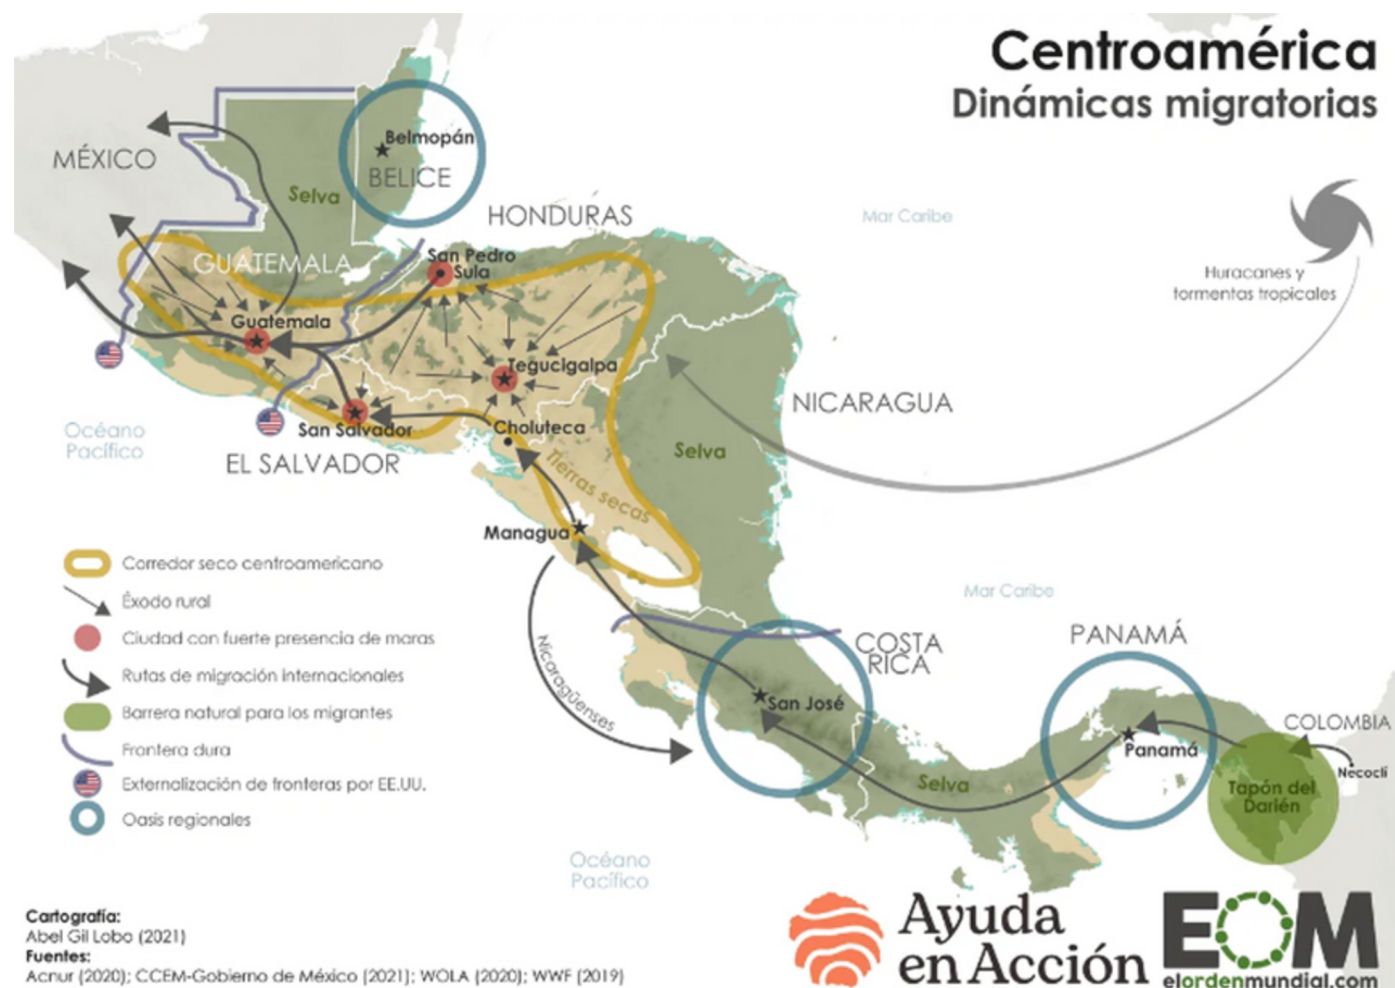 Centroamérica
Dinámicas migratorias
MÉXICO
Belmopán
BELICE
Selva
HONDURAS
Mar Caribe
GUATEMALA
San Pedro
Sula
Huracanes y
tormentas tropicales
Guatemala
Tegucigalpa
NICARAGUA
Océano
Pacífico
San Salvador
Choluteca
EL SALVADOR
Selva
Tierras secas
Managua
Corredor seco centroamericano
Éxodo rural
Ciudad con fuerte presencia de maras
Rutas de migración internacionales
Barrera natural para los migrantes
Frontera dura
Externalización de fronteras por EE.UU.
Oasis regionales
Nicaragüenses
Mar Caribe
COSTA
RICA
PANAMÁ
San José
COLOMBIA
Panamá
Necoclí
Selva
Tapón del
Darién
Océano
Pacífico
Cartografía:
Abel Gil Lobo (2021)
Fuentes:
Acnur (2020); CCEM-Gobierno de México (2021); WOLA (2020); WWF (2019)
Ayuda
en Acción
EOM
elordenmundial.com